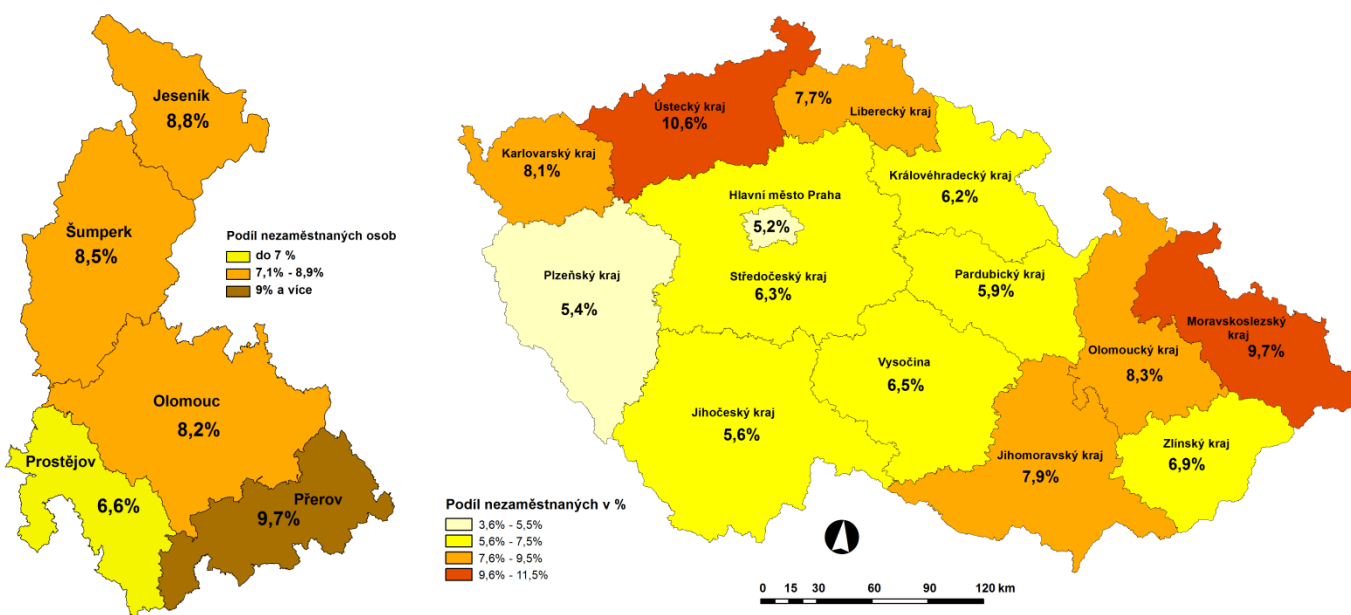 Jeseník
8,8%
Šumperk
8,5%
Podíl nezaměstnaných osob
do 7 %
7,1% - 8,9%
9% a více
Olomouc
8,2%
Prostějov
6,6%
Přerov
9,7%
Ústecký kraj
10,6%
7,7%
Liberecký kraj
Karlovarský kraj
8,1%
Královéhradecký kraj
6,2%
Hlavní město Praha
5,2%
Plzeňský kraj
5,4%
Středočeský kraj
6,3%
Pardubický kraj
5,9%
Moravskoslezský
kraj
9,7%
Olomoucký kraj
8,3%
Vysočina
6,5%
Jihočeský kraj
5,6%
Zlínský kraj
6,9%
Jihomoravský kraj
7,9%
Podíl nezaměstnaných v %
3,6% - 5,5%
5,6% - 7,5%
7,6% - 9,5%
9,6% - 11,5%
0 15 30 60 90 120 km